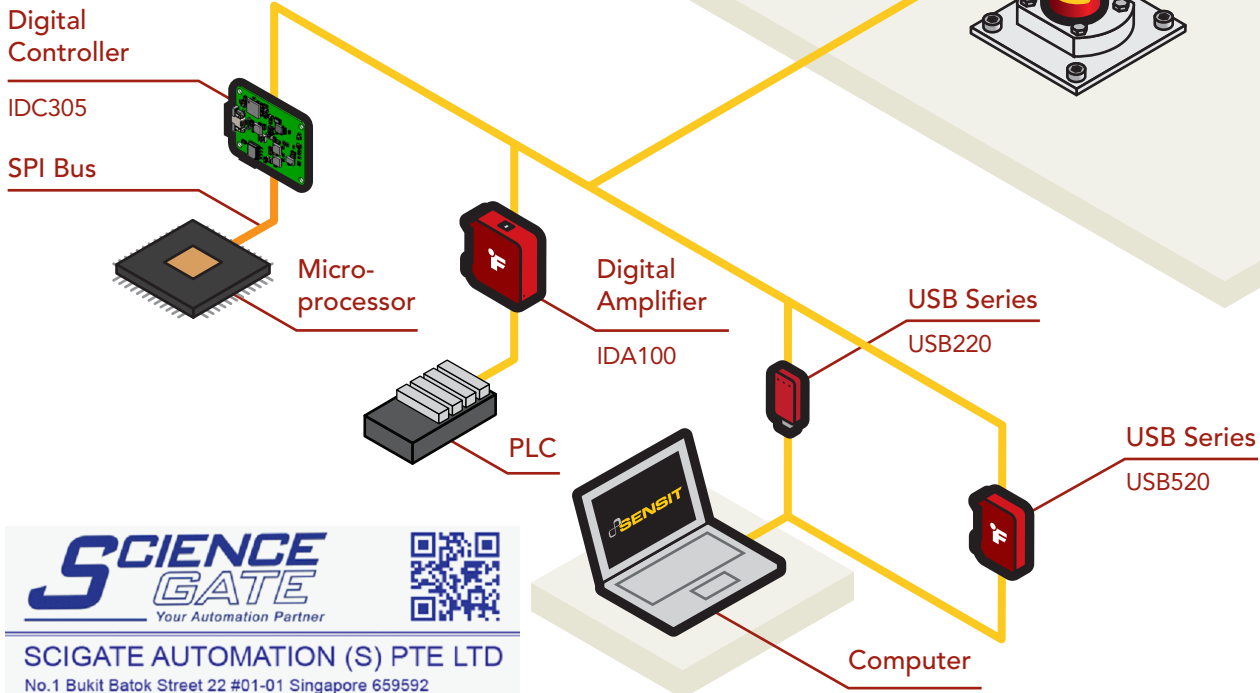 Digital
Controller
IDC305
SPI Bus
Micro-
processor
Digital
Amplifier
IDA100
USB Series
USB220
PLC
USB Series
USB520
SENSIT
Computer
SCIENCE
GATE
Your Automation Partner
SCIGATE AUTOMATION (S) PTE LTD
No.1 Bukit Batok Street 22 #01-01 Singapore 659592